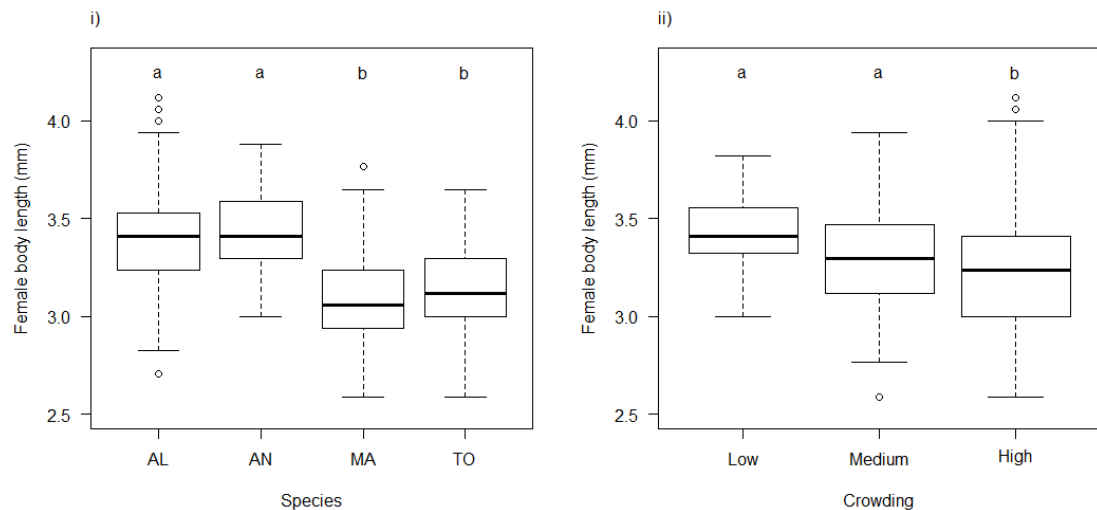 i)
a a b b
4.0
3.5
3.0
2.5
Female body length (mm)
AL AN MA TO
Species
ii)
a a b
4.0
3.5
3.0
2.5
Female body length (mm)
Low Medium High
Crowding